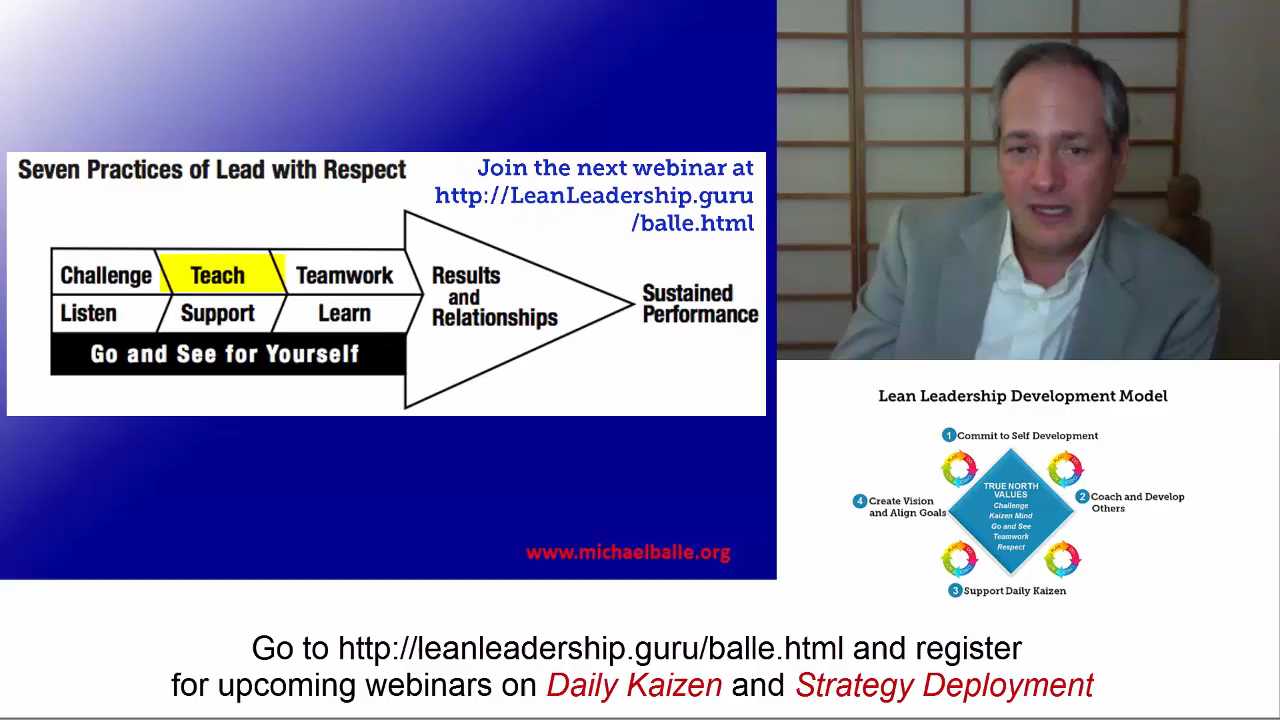 Seven Practices of Lead with Respect
Join the next webinar at
http://LeanLeadership.guru
/balle.html
Challenge
Teach
Teamwork
Listen
Support
Learn
Go and See for Yourself
Results
and
Relationships
Sustained
Performance
www.michaelballe.org
Lean Leadership Development Model
1 Commit to Self Development
2 Coach and Develop
Others
4 Create Vision
and Align Goals
TRUE NORTH
VALUES
Challenge
Kaizen Mind
Go and See
Teamwork
Respect
3 Support Daily Kaizen
Go to http://leanleadership.guru/balle.html and register
for upcoming webinars on Daily Kaizen and Strategy Deployment